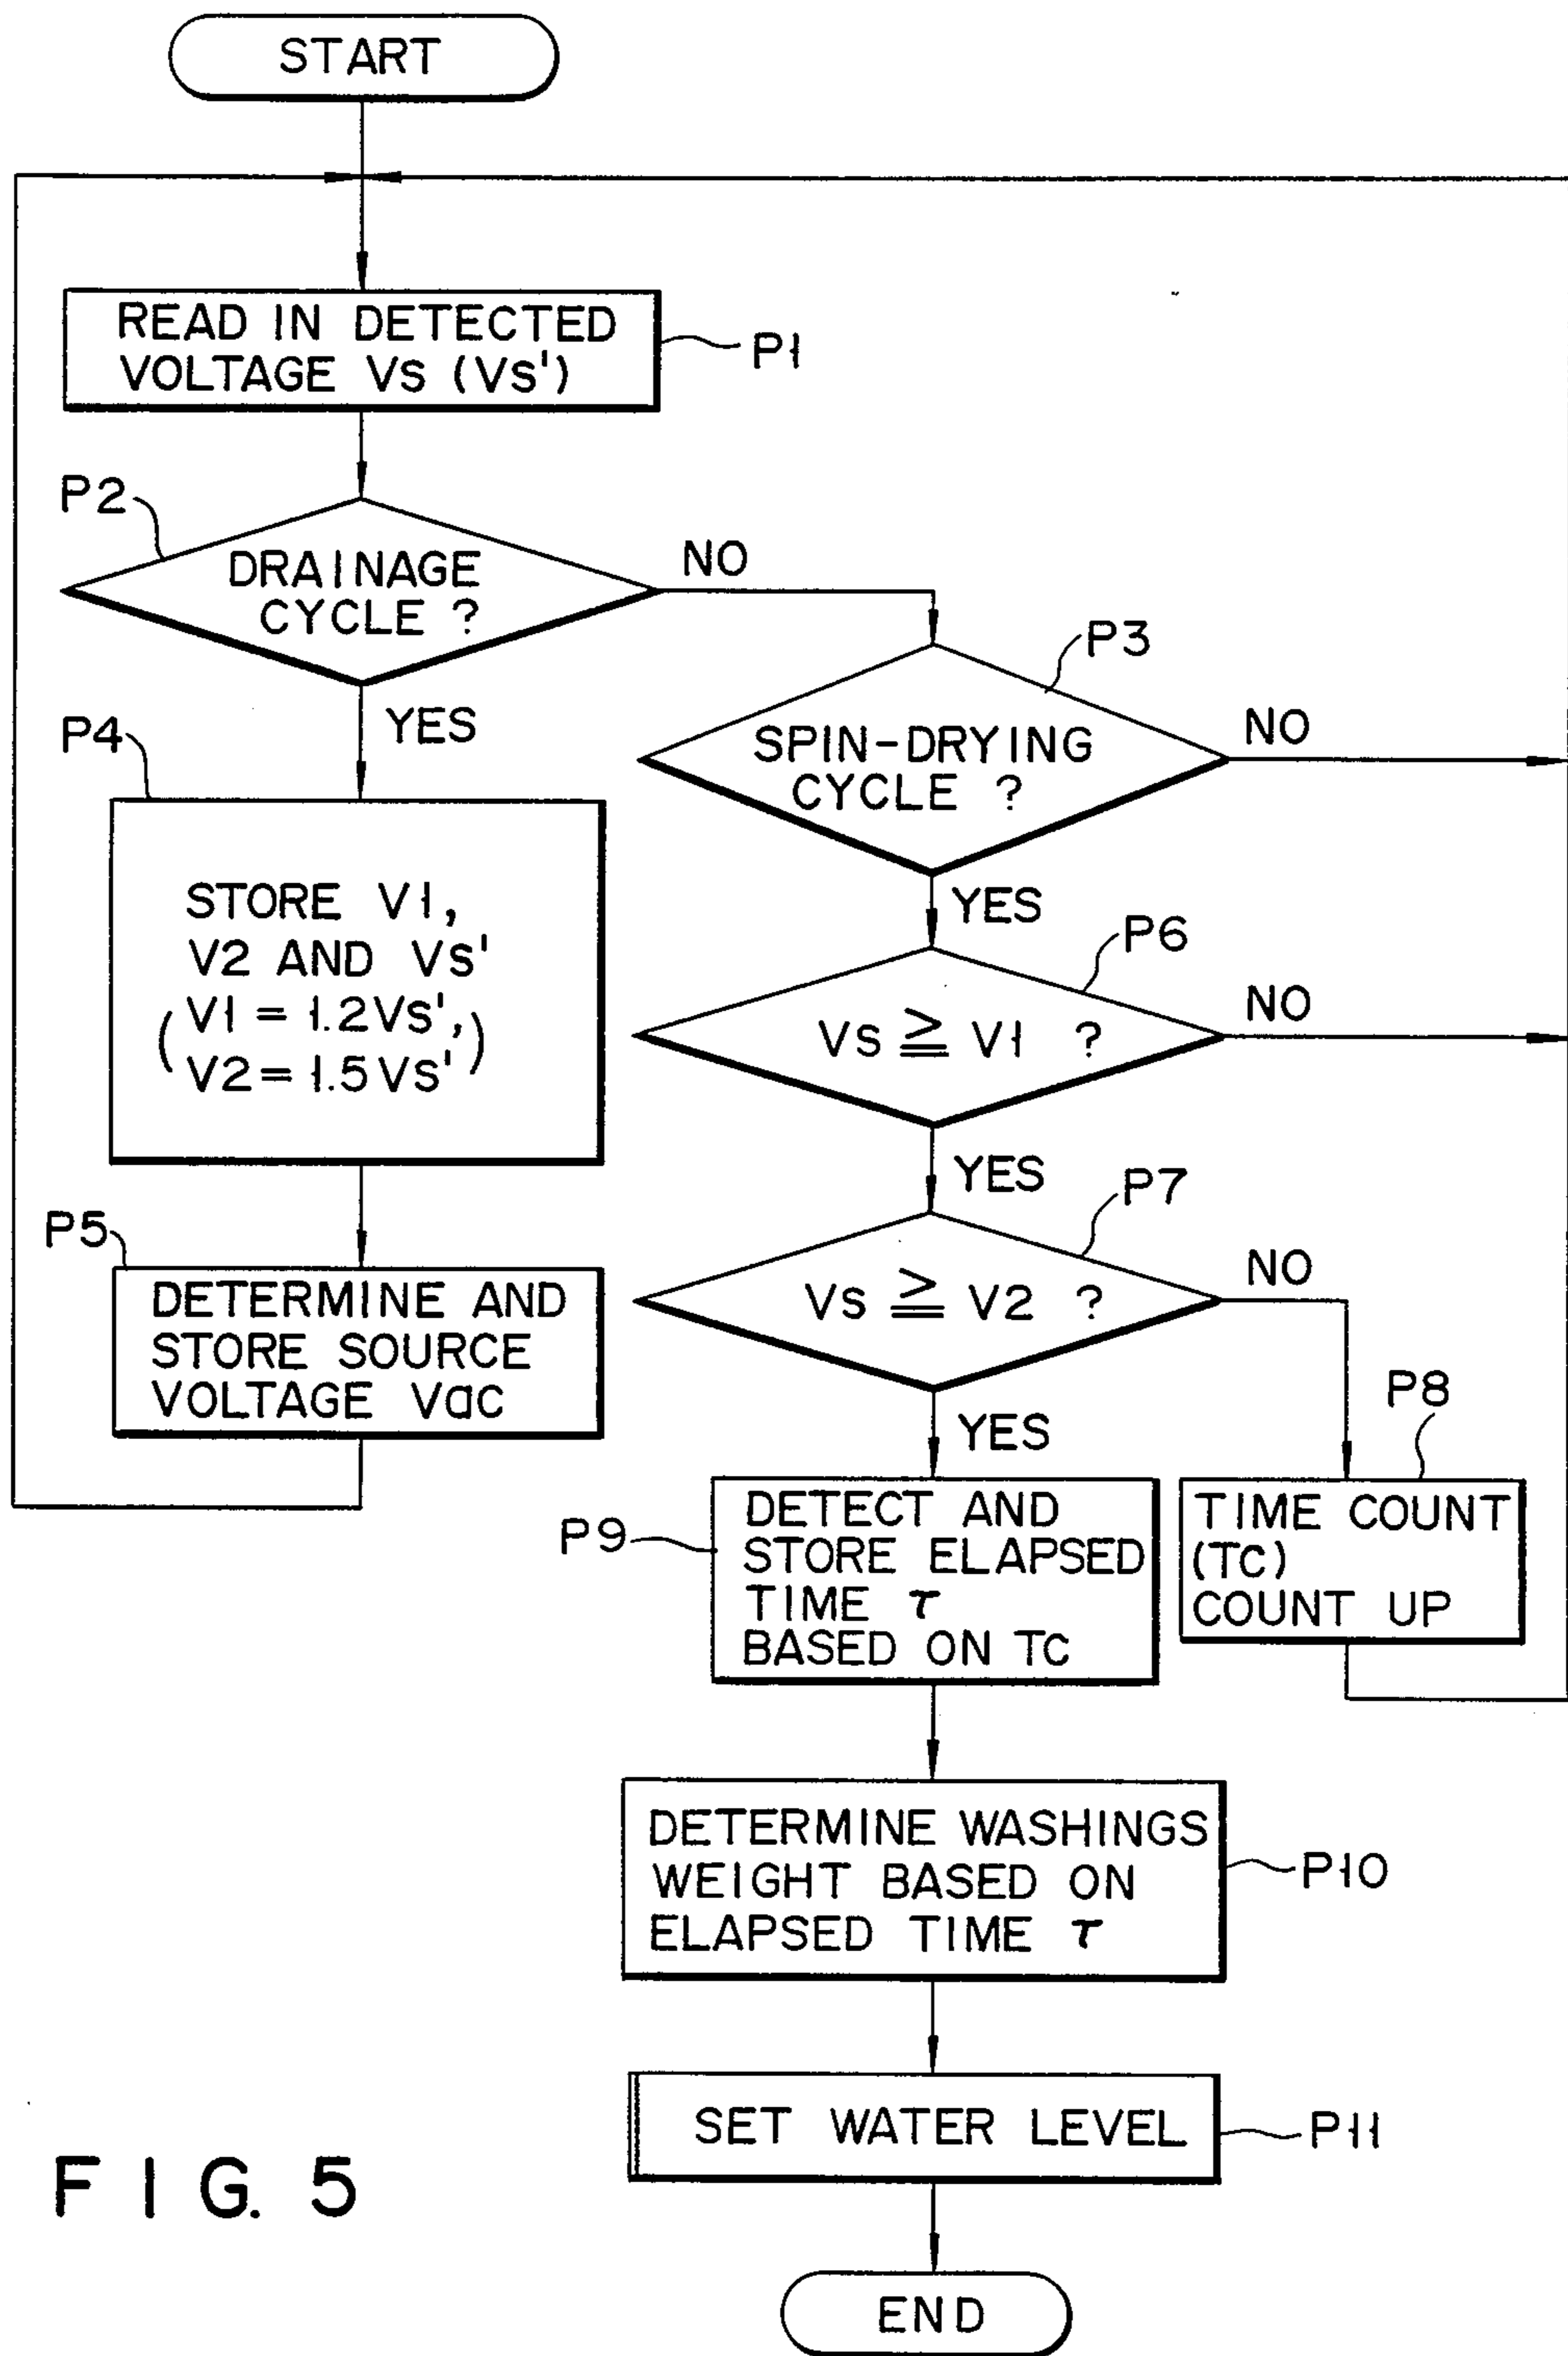 START
READ IN DETECTED
VOLTAGE Vs (Vs')
P1
P2
DRAINAGE
CYCLE ?
NO
YES
P3
SPIN-DRYING
CYCLE ?
NO
YES
P4
STORE V1,
V2 AND Vs'
(V1 = 1.2Vs',
V2 = 1.5Vs')
P5
DETERMINE AND
STORE SOURCE
VOLTAGE Vac
P6
Vs ≧ V1 ?
NO
YES
P7
Vs ≧ V2 ?
NO
YES
P8
TIME COUNT
(Tc)
COUNT UP
P9
DETECT AND
STORE ELAPSED
TIME τ
BASED ON Tc
DETERMINE WASHINGS
WEIGHT BASED ON
ELAPSED TIME τ
P10
SET WATER LEVEL
P11
END
FIG. 5